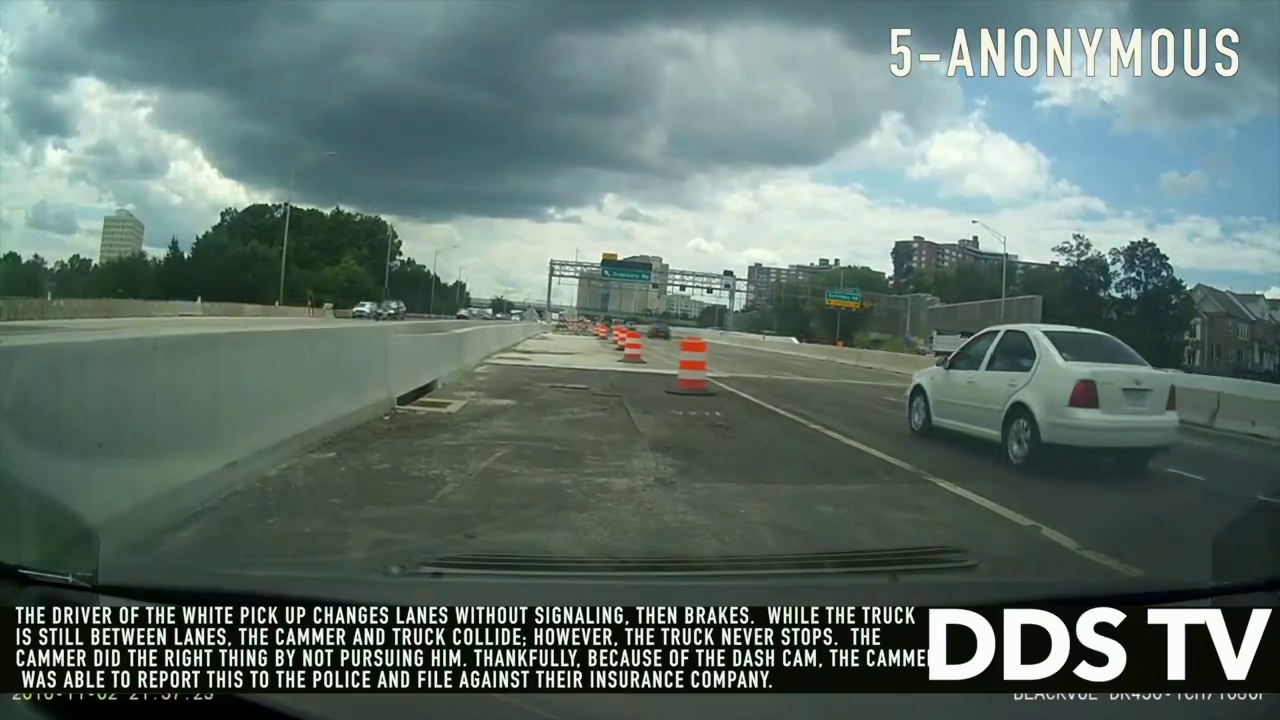 5-ANONYMOUS
THE DRIVER OF THE WHITE PICK UP CHANGES LANES WITHOUT SIGNALING, THEN BRAKES. WHILE THE TRUCK
IS STILL BETWEEN LANES, THE CAMMER AND TRUCK COLLIDE; HOWEVER, THE TRUCK NEVER STOPS. THE
CAMMER DID THE RIGHT THING BY NOT PURSUING HIM. THANKFULLY, BECAUSE OF THE DASH CAM, THE CAMME
WAS ABLE TO REPORT THIS TO THE POLICE AND FILE AGAINST THEIR INSURANCE COMPANY.
DDS TV